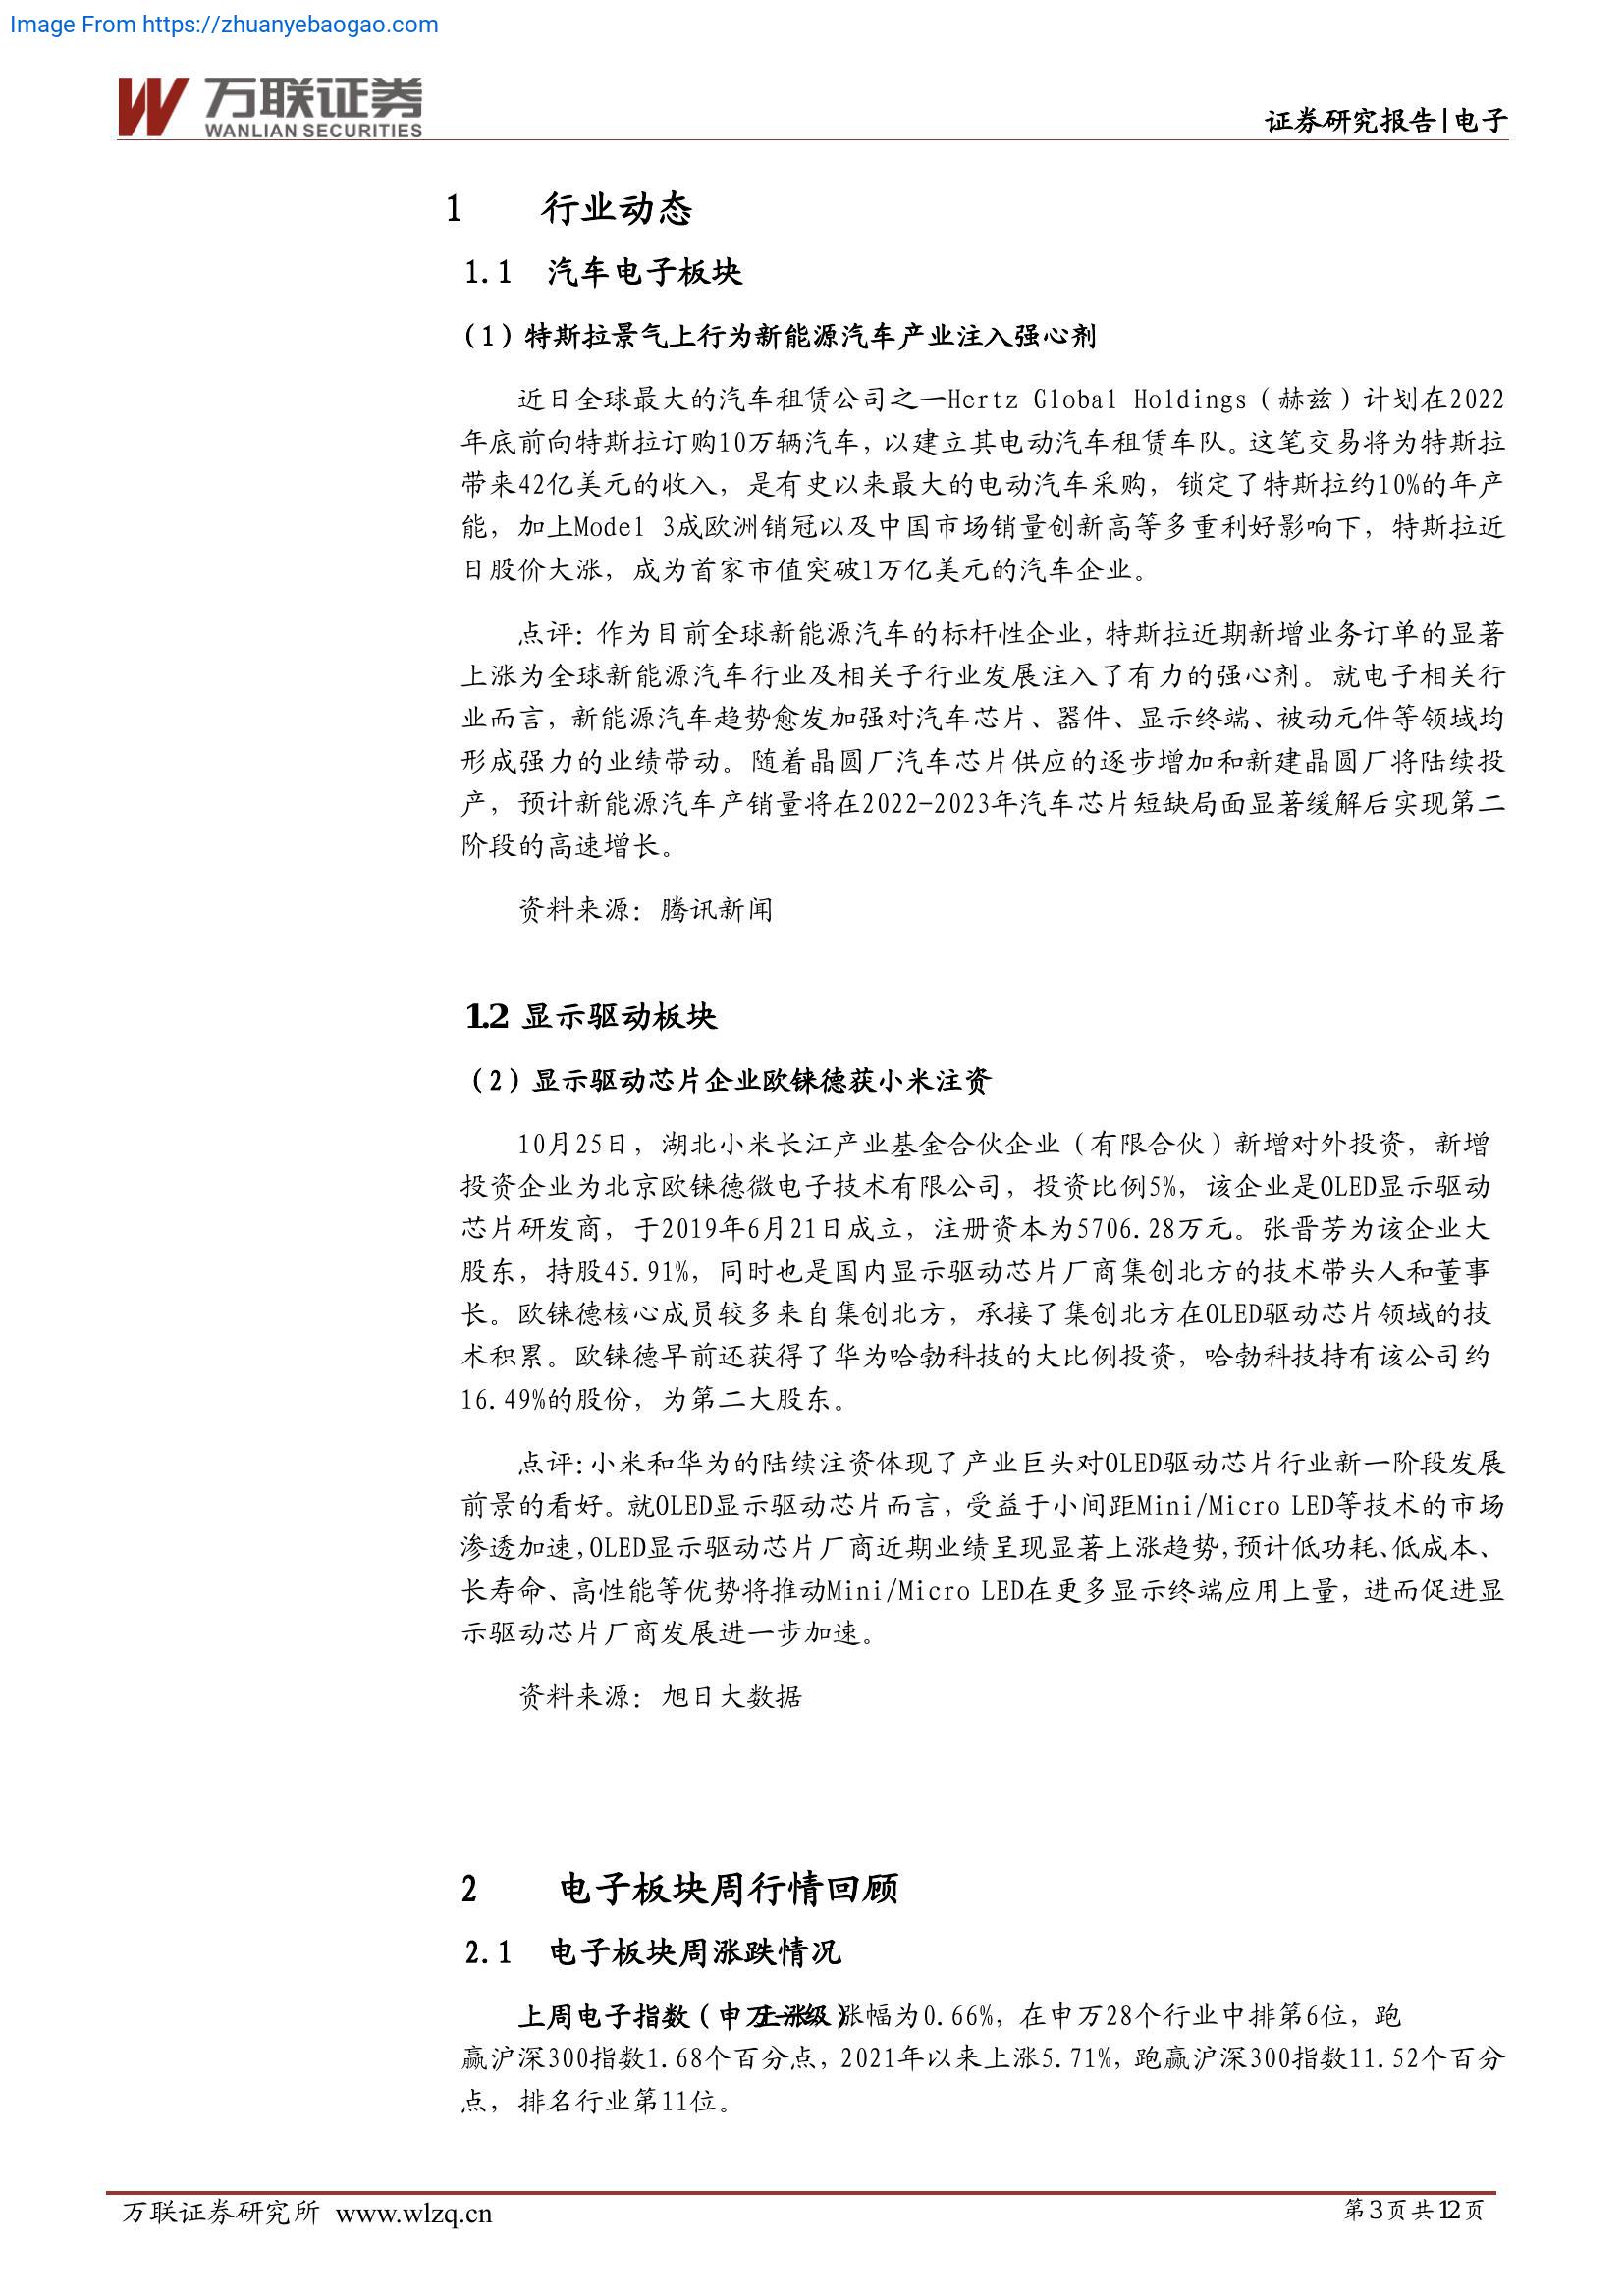 Image From https://zhuanyebaogao.com
万联证券
WANLIAN SECURITIES
证券研究报告|电子
1 行业动态
1.1 汽车电子板块
（1）特斯拉景气上行为新能源汽车产业注入强心剂
近日全球最大的汽车租赁公司之一Hertz Global Holdings（赫兹）计划在2022
年底前向特斯拉订购10万辆汽车，以建立其电动汽车租赁车队。这笔交易将为特斯拉
带来42亿美元的收入，是有史以来最大的电动汽车采购，锁定了特斯拉约10%的年产
能，加上Model 3成欧洲销冠以及中国市场销量创新高等多重利好影响下，特斯拉近
日股价大涨，成为首家市值突破1万亿美元的汽车企业。
点评：作为目前全球新能源汽车的标杆性企业，特斯拉近期新增业务订单的显著
上涨为全球新能源汽车行业及相关子行业发展注入了有力的强心剂。就电子相关行
业而言，新能源汽车趋势愈发加强对汽车芯片、器件、显示终端、被动元件等领域均
形成强力的业绩带动。随着晶圆厂汽车芯片供应的逐步增加和新建晶圆厂将陆续投
产，预计新能源汽车产销量将在2022-2023年汽车芯片短缺局面显著缓解后实现第二
阶段的高速增长。
资料来源：腾讯新闻
1.2 显示驱动板块
（2）显示驱动芯片企业欧铼德获小米注资
10月25日，湖北小米长江产业基金合伙企业（有限合伙）新增对外投资，新增
投资企业为北京欧铼德微电子技术有限公司，投资比例5%，该企业是OLED显示驱动
芯片研发商，于2019年6月21日成立，注册资本为5706.28万元。张晋芳为该企业大
股东，持股45.91%，同时也是国内显示驱动芯片厂商集创北方的技术带头人和董事
长。欧铼德核心成员较多来自集创北方，承接了集创北方在OLED驱动芯片领域的技
术积累。欧铼德早前还获得了华为哈勃科技的大比例投资，哈勃科技持有该公司约
16.49%的股份，为第二大股东。
点评:小米和华为的陆续注资体现了产业巨头对OLED驱动芯片行业新一阶段发展
前景的看好。就OLED显示驱动芯片而言，受益于小间距Mini/Micro LED等技术的市场
渗透加速，OLED显示驱动芯片厂商近期业绩呈现显著上涨趋势，预计低功耗、低成本、
长寿命、高性能等优势将推动Mini/Micro LED在更多显示终端应用上量，进而促进显
示驱动芯片厂商发展进一步加速。
资料来源：旭日大数据
2 电子板块周行情回顾
2.1 电子板块周涨跌情况
上周电子指数（申万一级）上涨，涨幅为0.66%，在申万28个行业中排第6位，跑
赢沪深300指数1.68个百分点，2021年以来上涨5.71%，跑赢沪深300指数11.52个百分
点，排名行业第11位。
万联证券研究所 www.wlzq.cn
第3页共12页